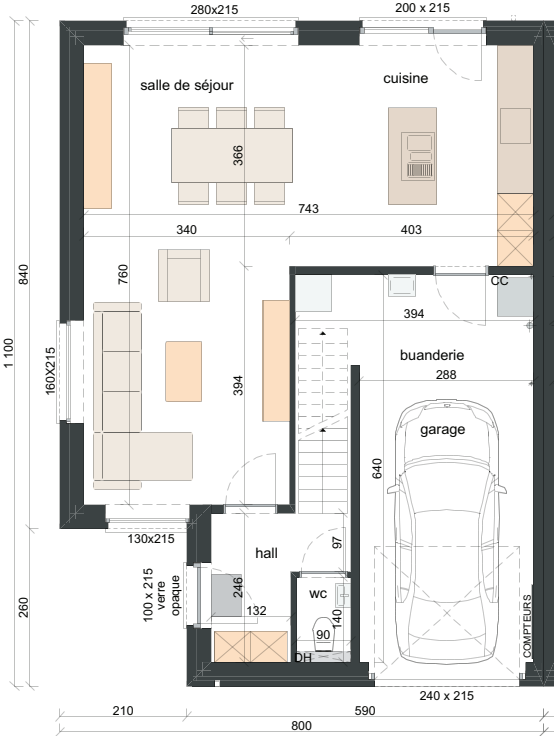 280x215
200 x 215
salle de séjour
cuisine
366
743
340
403
840
760
CC
394
1 100
160X215
buanderie
288
394
garage
640
130x215
hall
97
100 x 215
verre
opaque
246
132
wc
140
90
DH
COMPTEURS
260
240 x 215
210
590
800